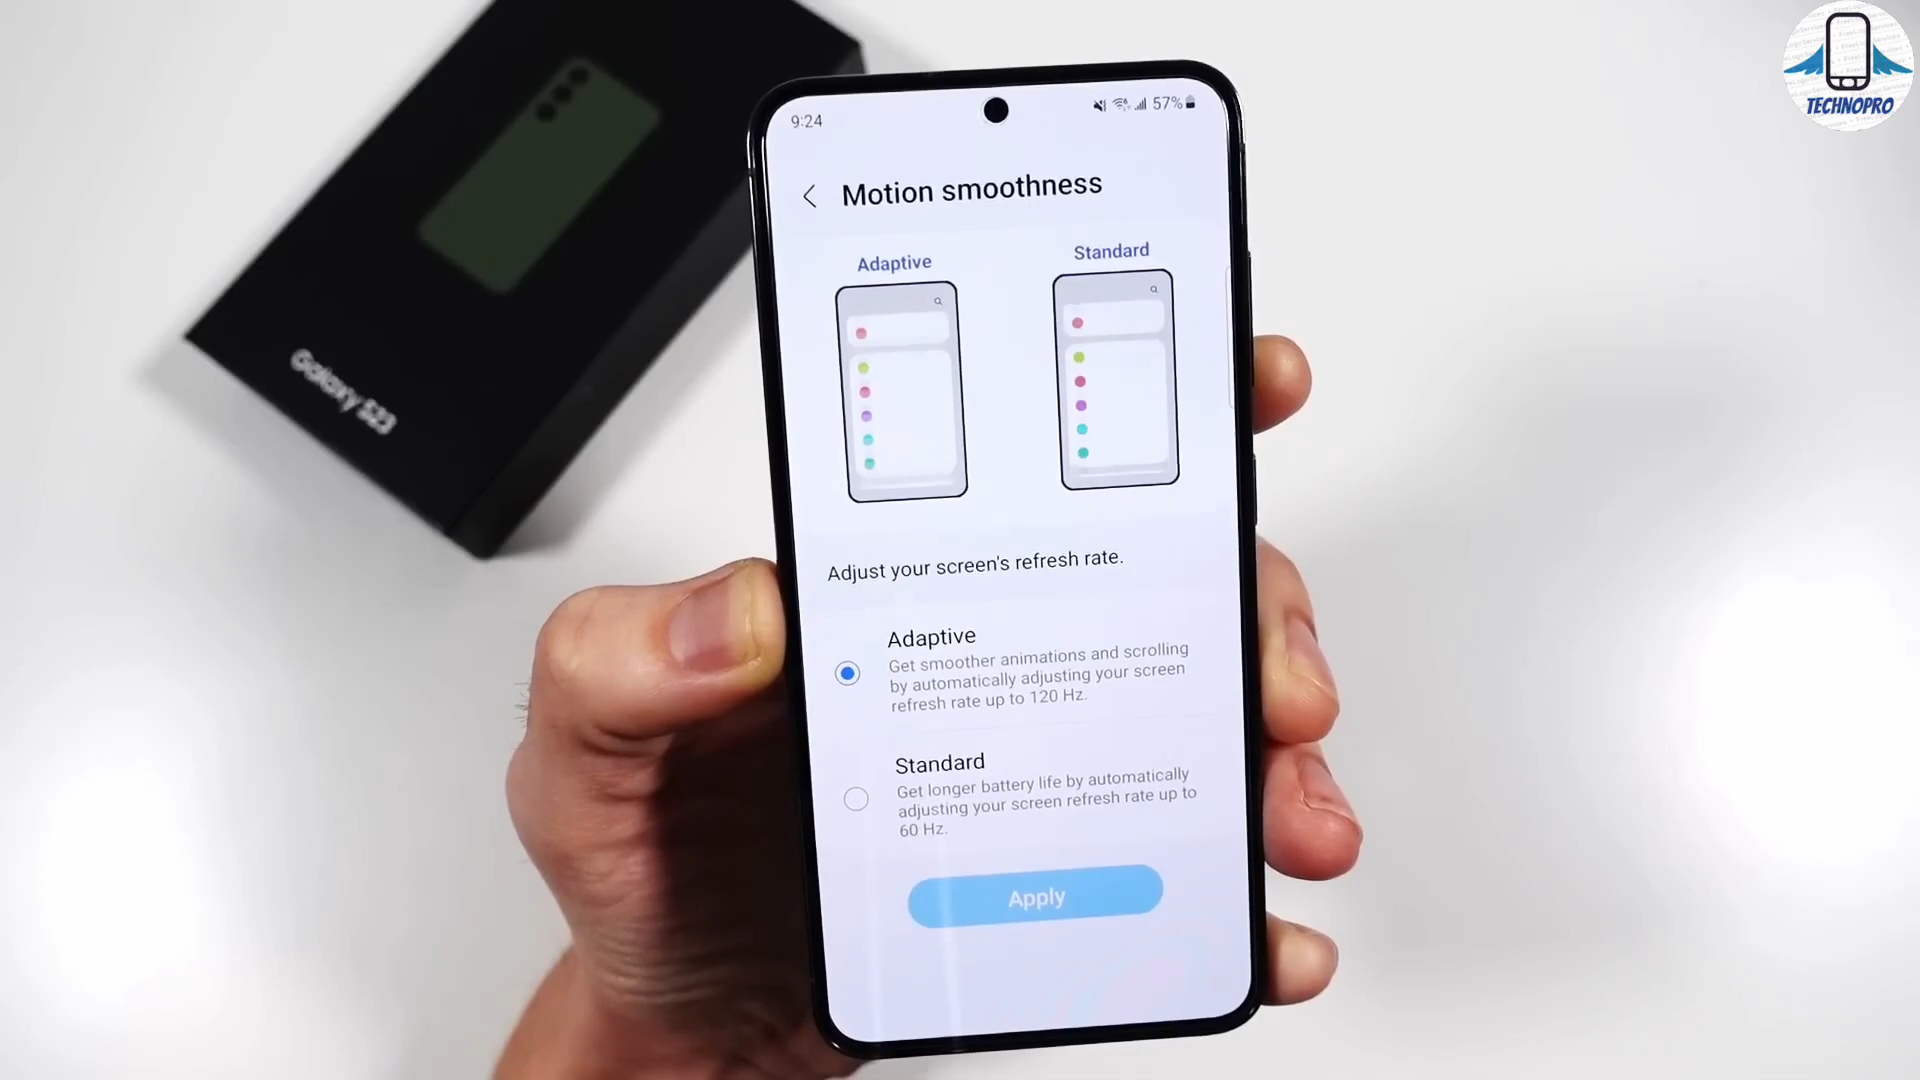 TECHNOPRO
9:24
57%
Motion smoothness
Adaptive
Standard
Adjust your screen's refresh rate.
Adaptive
Get smoother animations and scrolling
by automatically adjusting your screen
refresh rate up to 120 Hz.
Standard
Get longer battery life by automatically
adjusting your screen refresh rate up to
60 Hz.
Apply
Galaxy S23